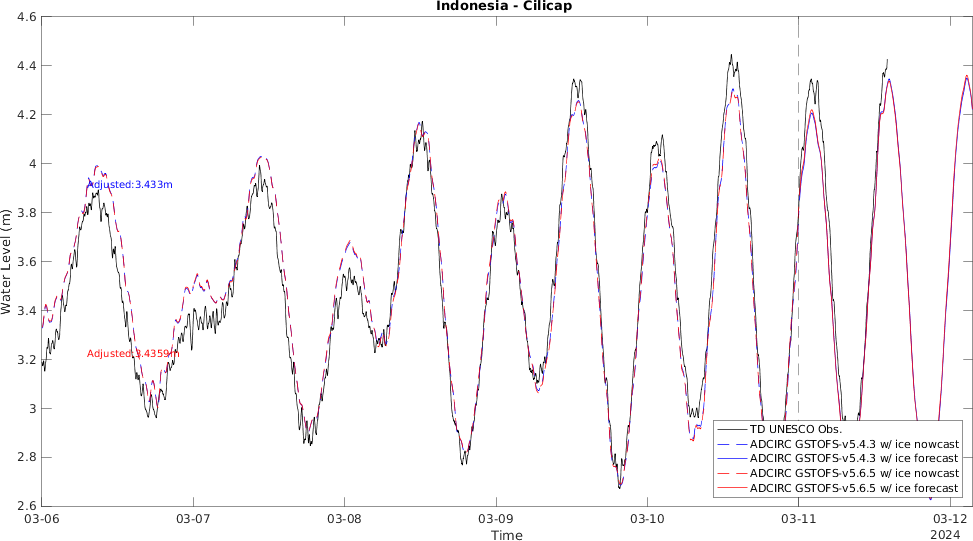 Indonesia - Cilicap
4.6
4.4
4.2
4
3.8
3.6
3.4
3.2
3
2.8
2.6
Water Level (m)
Adjusted:3.433m
Adjusted:3.4359m
TD UNESCO Obs.
ADCIRC GSTOFS-v5.4.3 w/ ice nowcast
ADCIRC GSTOFS-v5.4.3 w/ ice forecast
ADCIRC GSTOFS-v5.6.5 w/ ice nowcast
ADCIRC GSTOFS-v5.6.5 w/ ice forecast
03-06 03-07 03-08 03-09 03-10 03-11 03-12
Time
2024